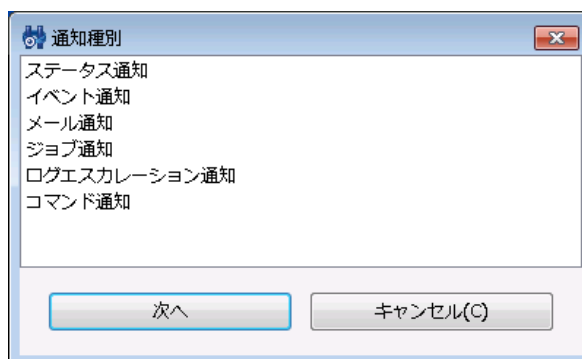 通知種別
ステータス通知
イベント通知
メール通知
ジョブ通知
ログエスカレーション通知
コマンド通知
次へ
キャンセル(C)